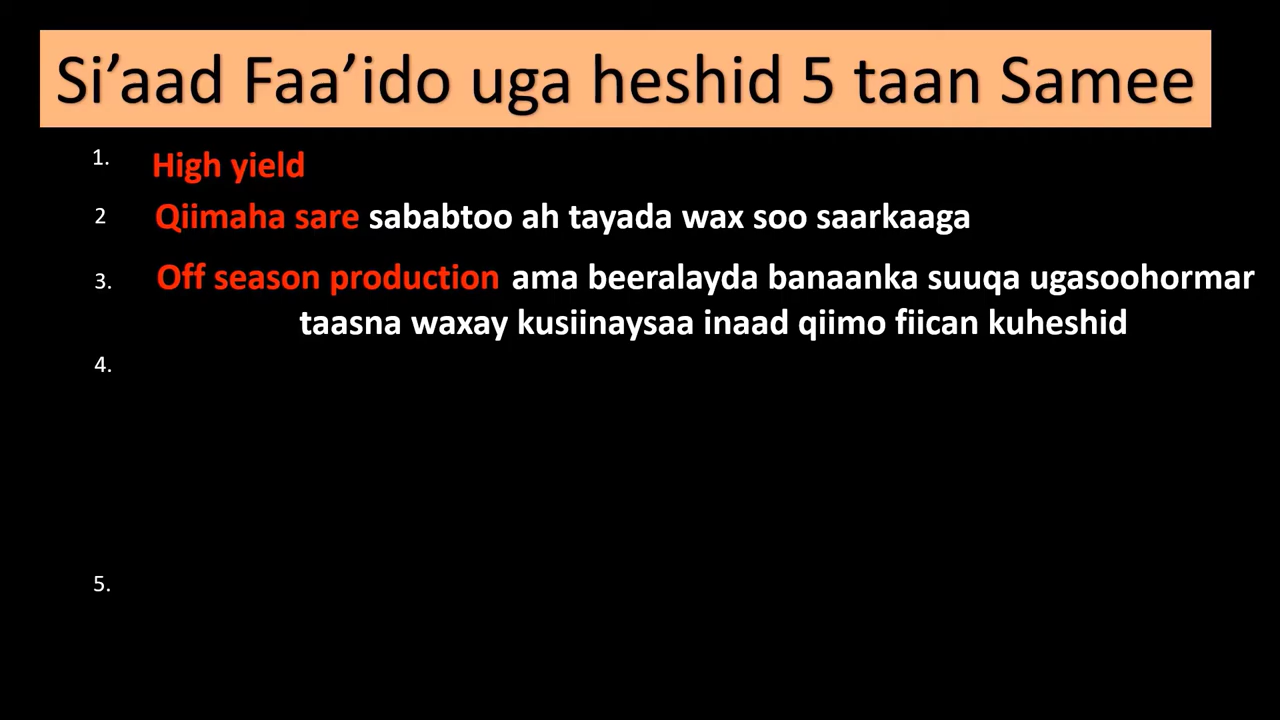 Si’aad Faa’ido uga heshid 5 taan Samee
1. High yield
2 Qiimaha sare sababtoo ah tayada wax soo saarkaaga
3. Off season production ama beeralayda banaanka suuqa ugasoohormar
taasna waxay kusiinaysaa inaad qiimo fiican kuheshid
4.
5.